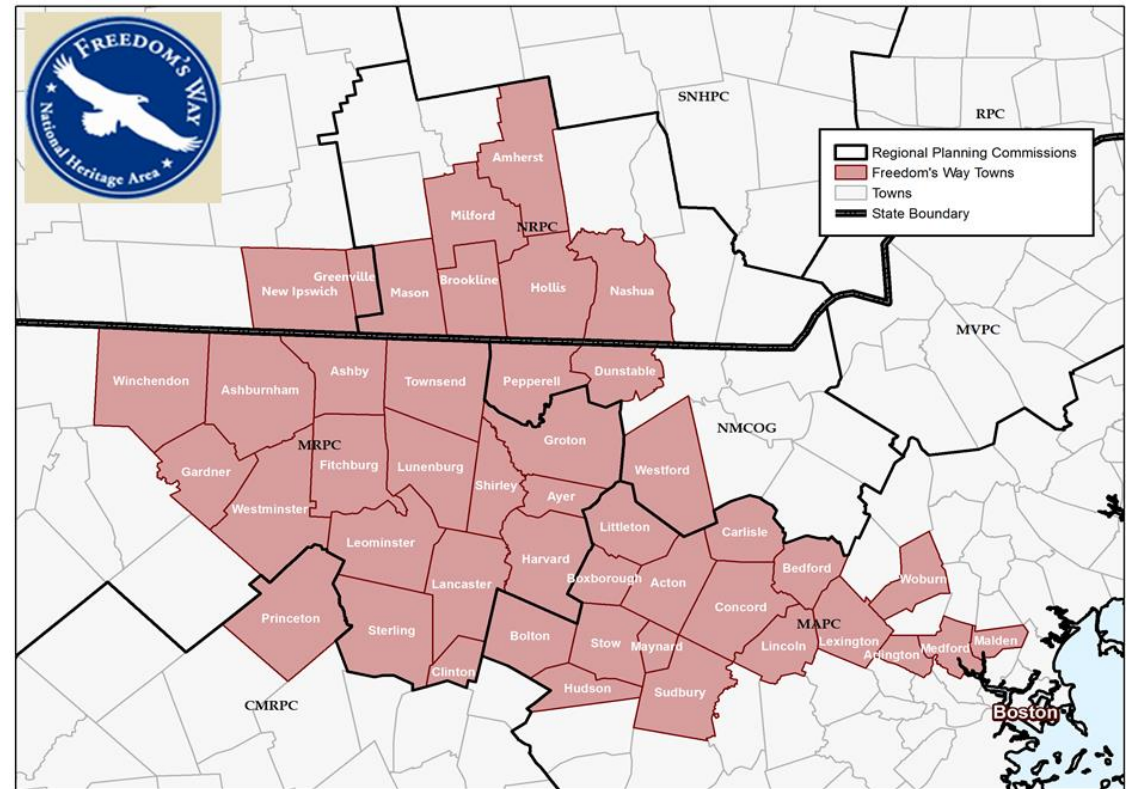 FREEDOM'S WAY
National Heritage Area
SNHPC
RPC
Regional Planning Commissions
Freedom's Way Towns
Towns
State Boundary
Amherst
Milford
NRPC
Greenville
New Ipswich
Mason
Brookline
Hollis
Nashua
MVPC
Winchendon
Ashburnham
Ashby
Townsend
Pepperell
Dunstable
NMCOG
MRPC
Groton
Gardner
Fitchburg
Lunenburg
Westford
Shirley
Ayer
Westminster
Littleton
Carlisle
Leominster
Harvard
Bedford
Boxborough
Acton
Woburn
Lancaster
Concord
Princeton
MAPC
Sterling
Bolton
Stow
Maynard
Lincoln
Lexington
Arlington
Medford
Malden
Clinton
Hudson
Sudbury
CMRPC
Boston